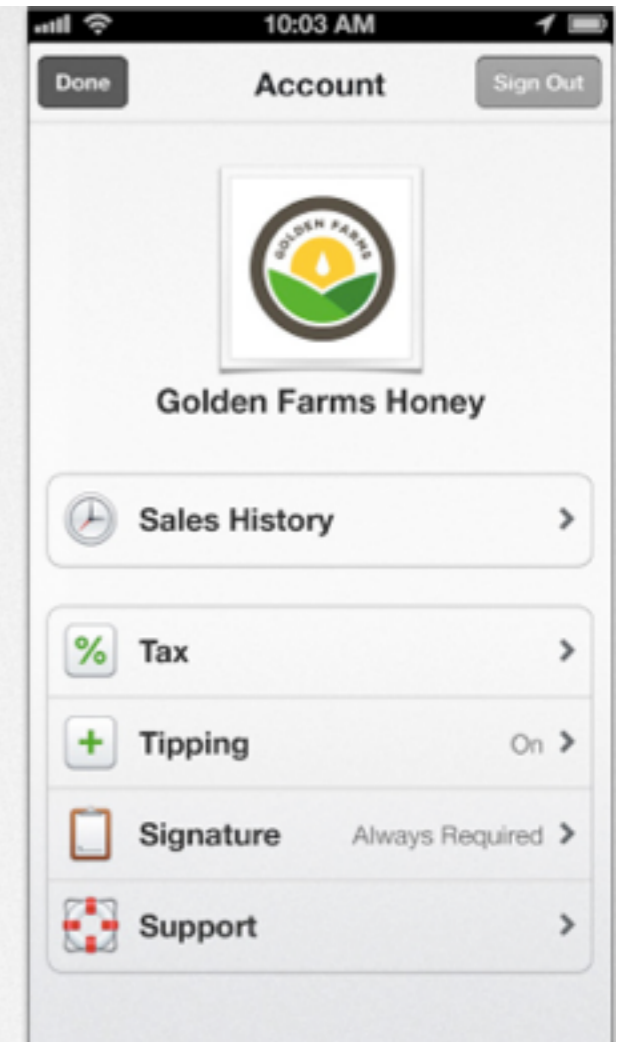 10:03 AM
Done Account Sign Out
GOLDEN FARMS
Golden Farms Honey
Sales History
% Tax
+ Tipping On
Signature Always Required
Support